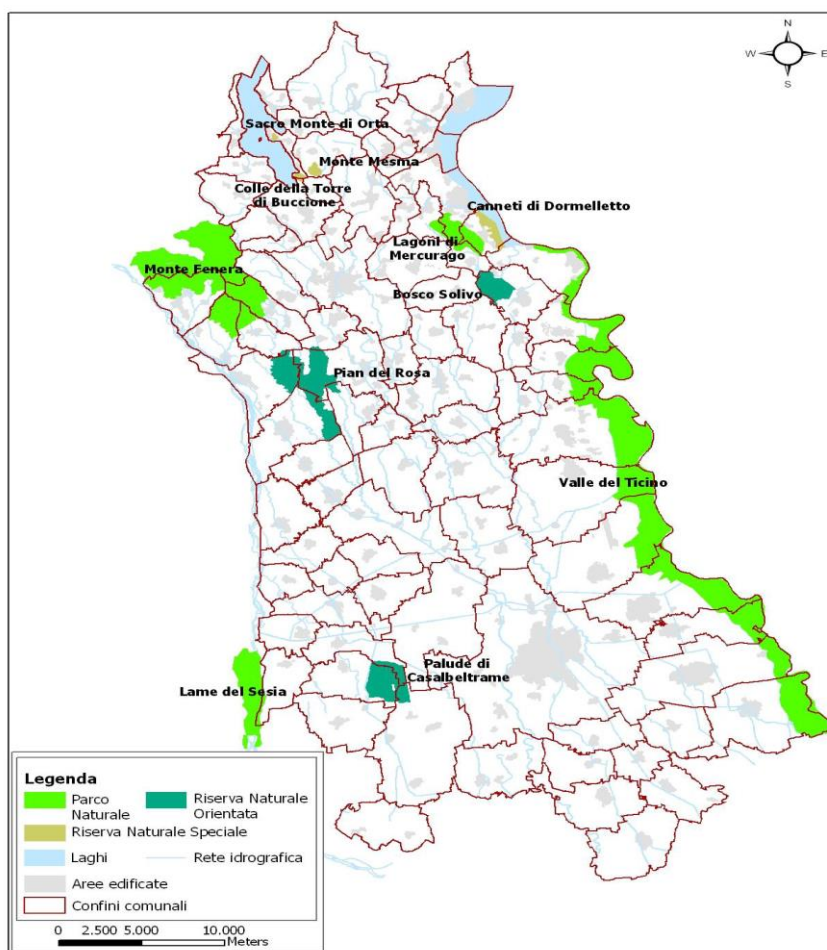 N
W E
S
Sacro Monte di Orta
Monte Mesma
Colle della Torre
di Buccione
Canneti di Dormelletto
Lagoni di
Mercurago
Monte Fenera
Bosco Solivo
Pian del Rosa
Valle del Ticino
Palude di
Casalbeltrame
Lame del Sesia
Legenda
Parco
Naturale
Riserva Naturale
Orientata
Riserva Naturale Speciale
Laghi
Rete idrografica
Aree edificate
Confini comunali
0 2.500 5.000 10.000
Meters